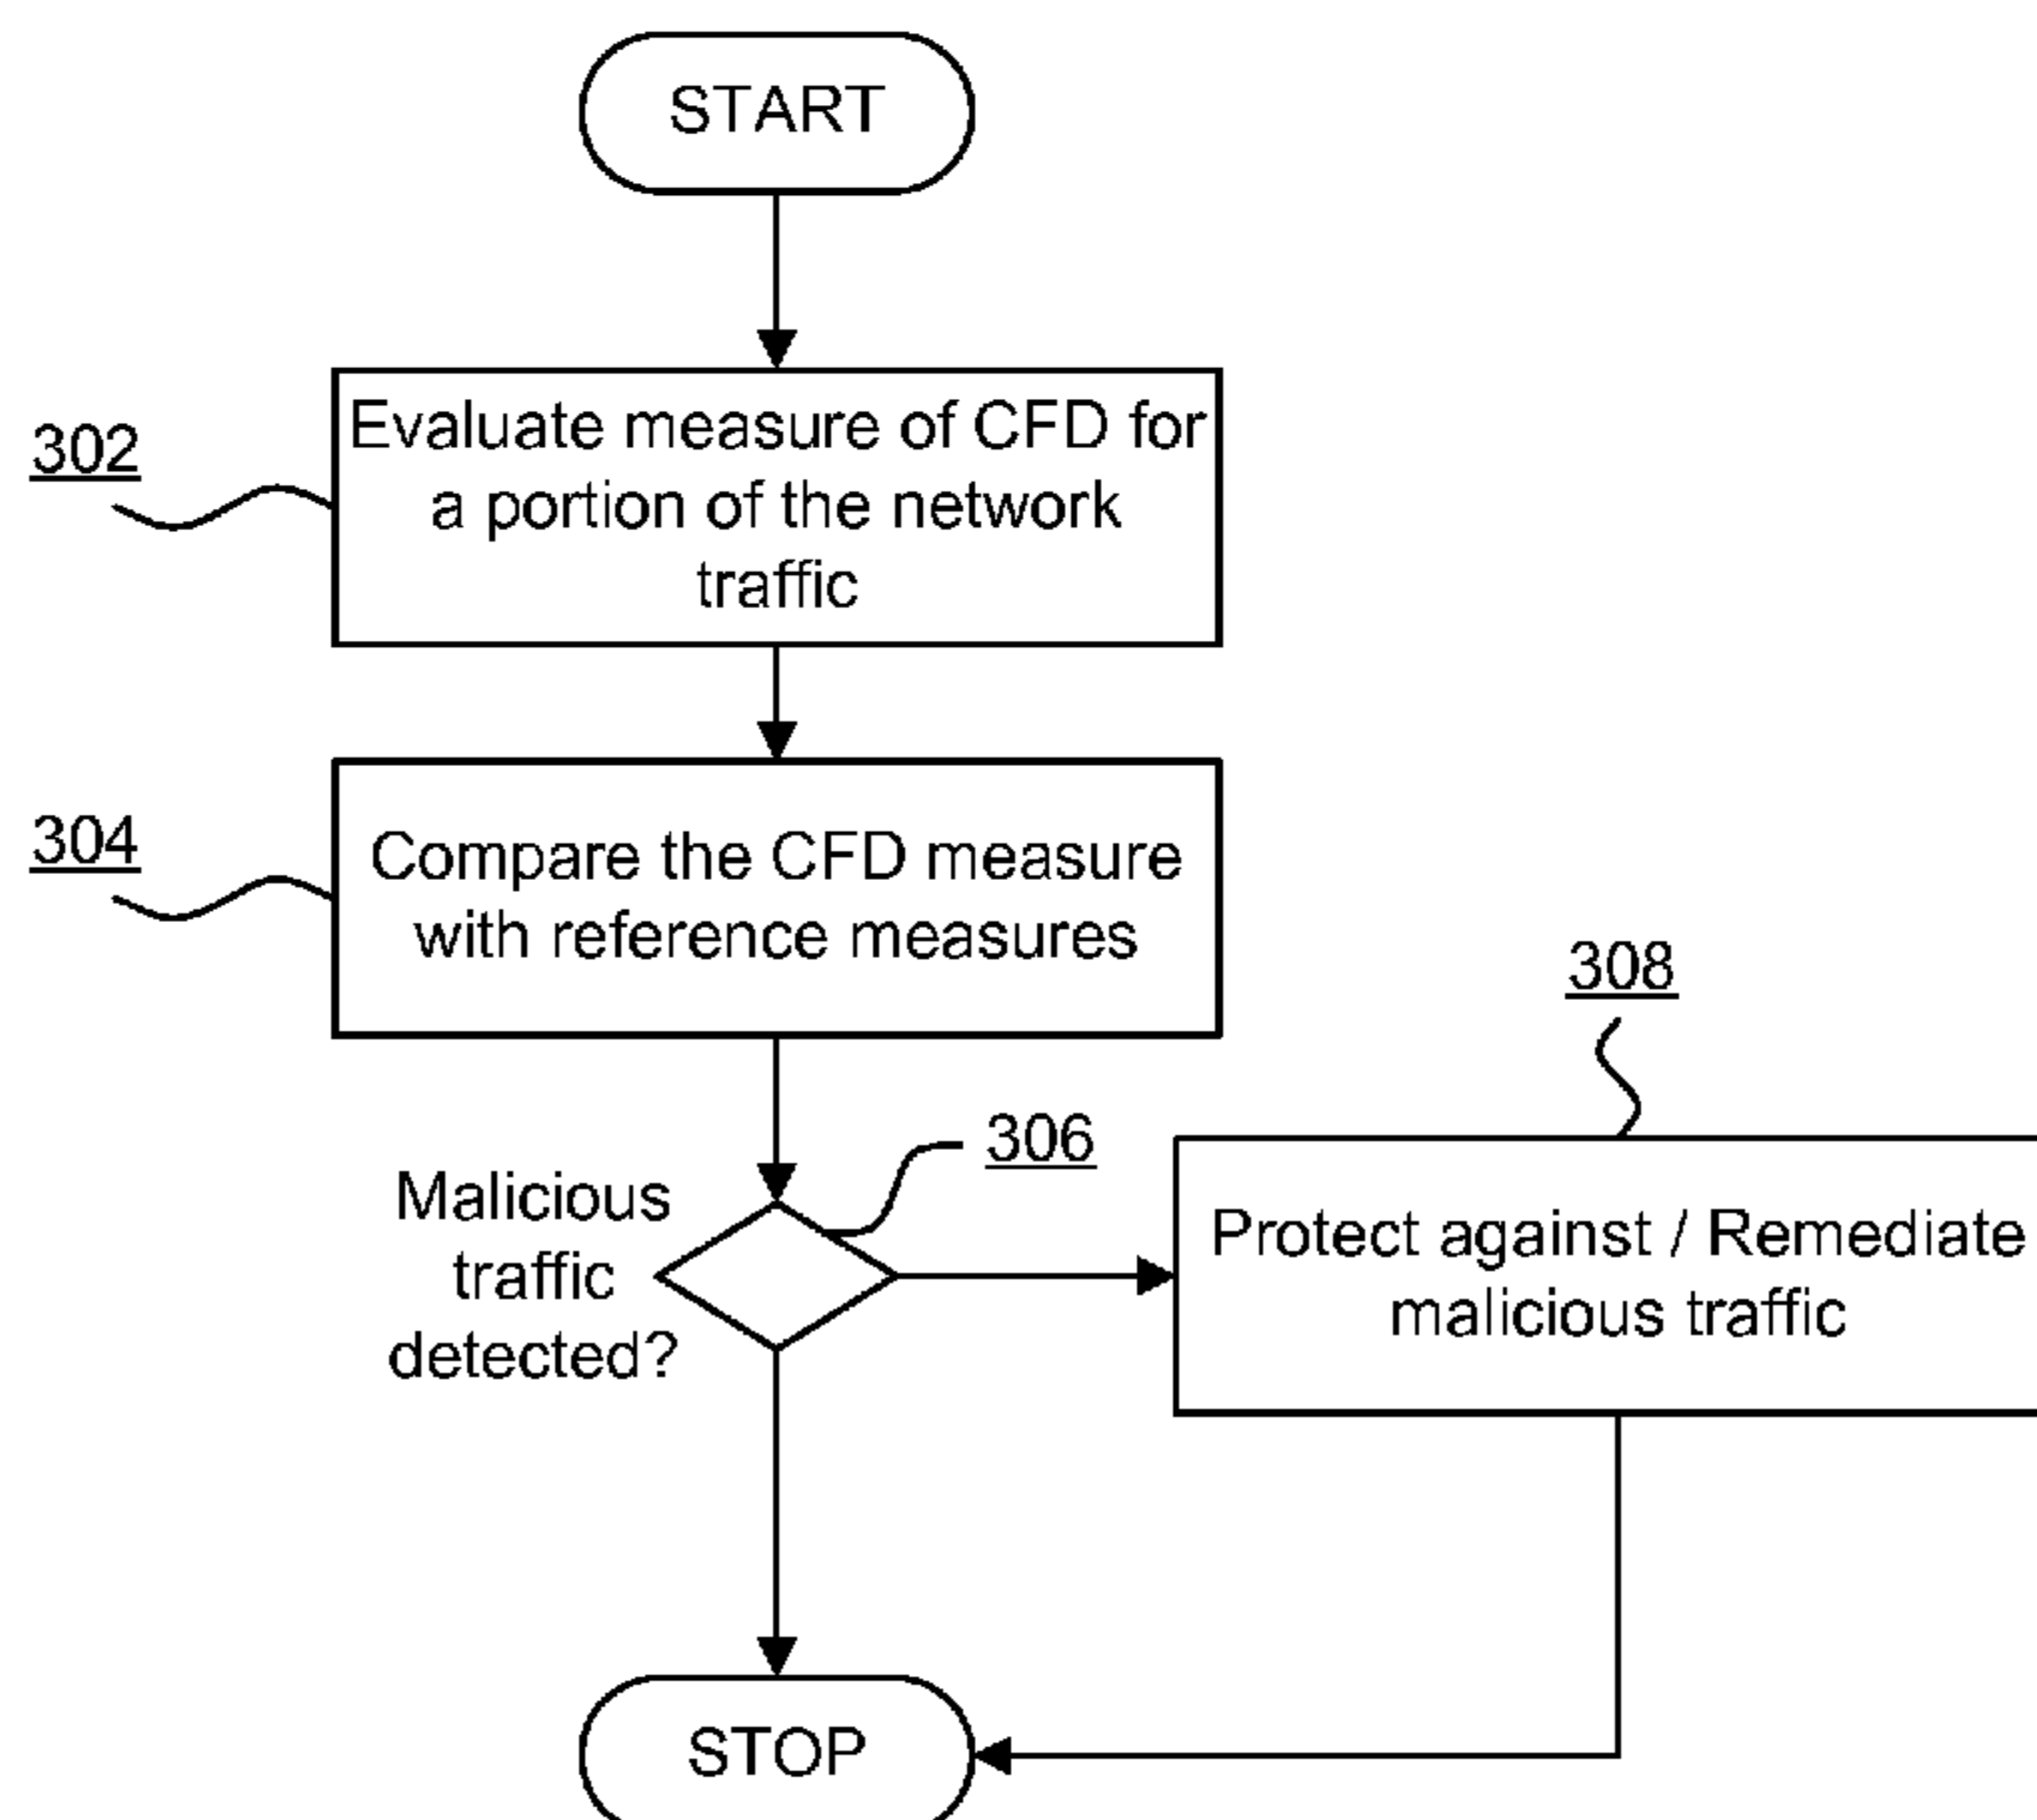 START
302
Evaluate measure of CFD for
a portion of the network
traffic
304
Compare the CFD measure
with reference measures
308
306
Malicious
traffic
detected?
Protect against / Remediate
malicious traffic
STOP